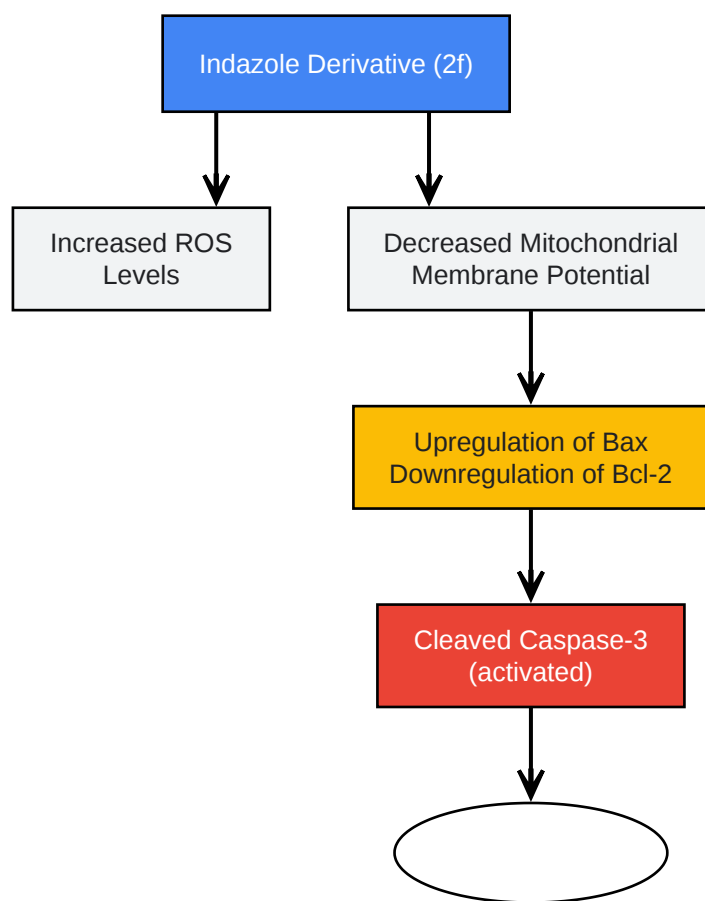 Indazole Derivative (2f)
Increased ROS
Levels
Decreased Mitochondrial
Membrane Potential
Upregulation of Bax
Downregulation of Bcl-2
Cleaved Caspase-3
(activated)